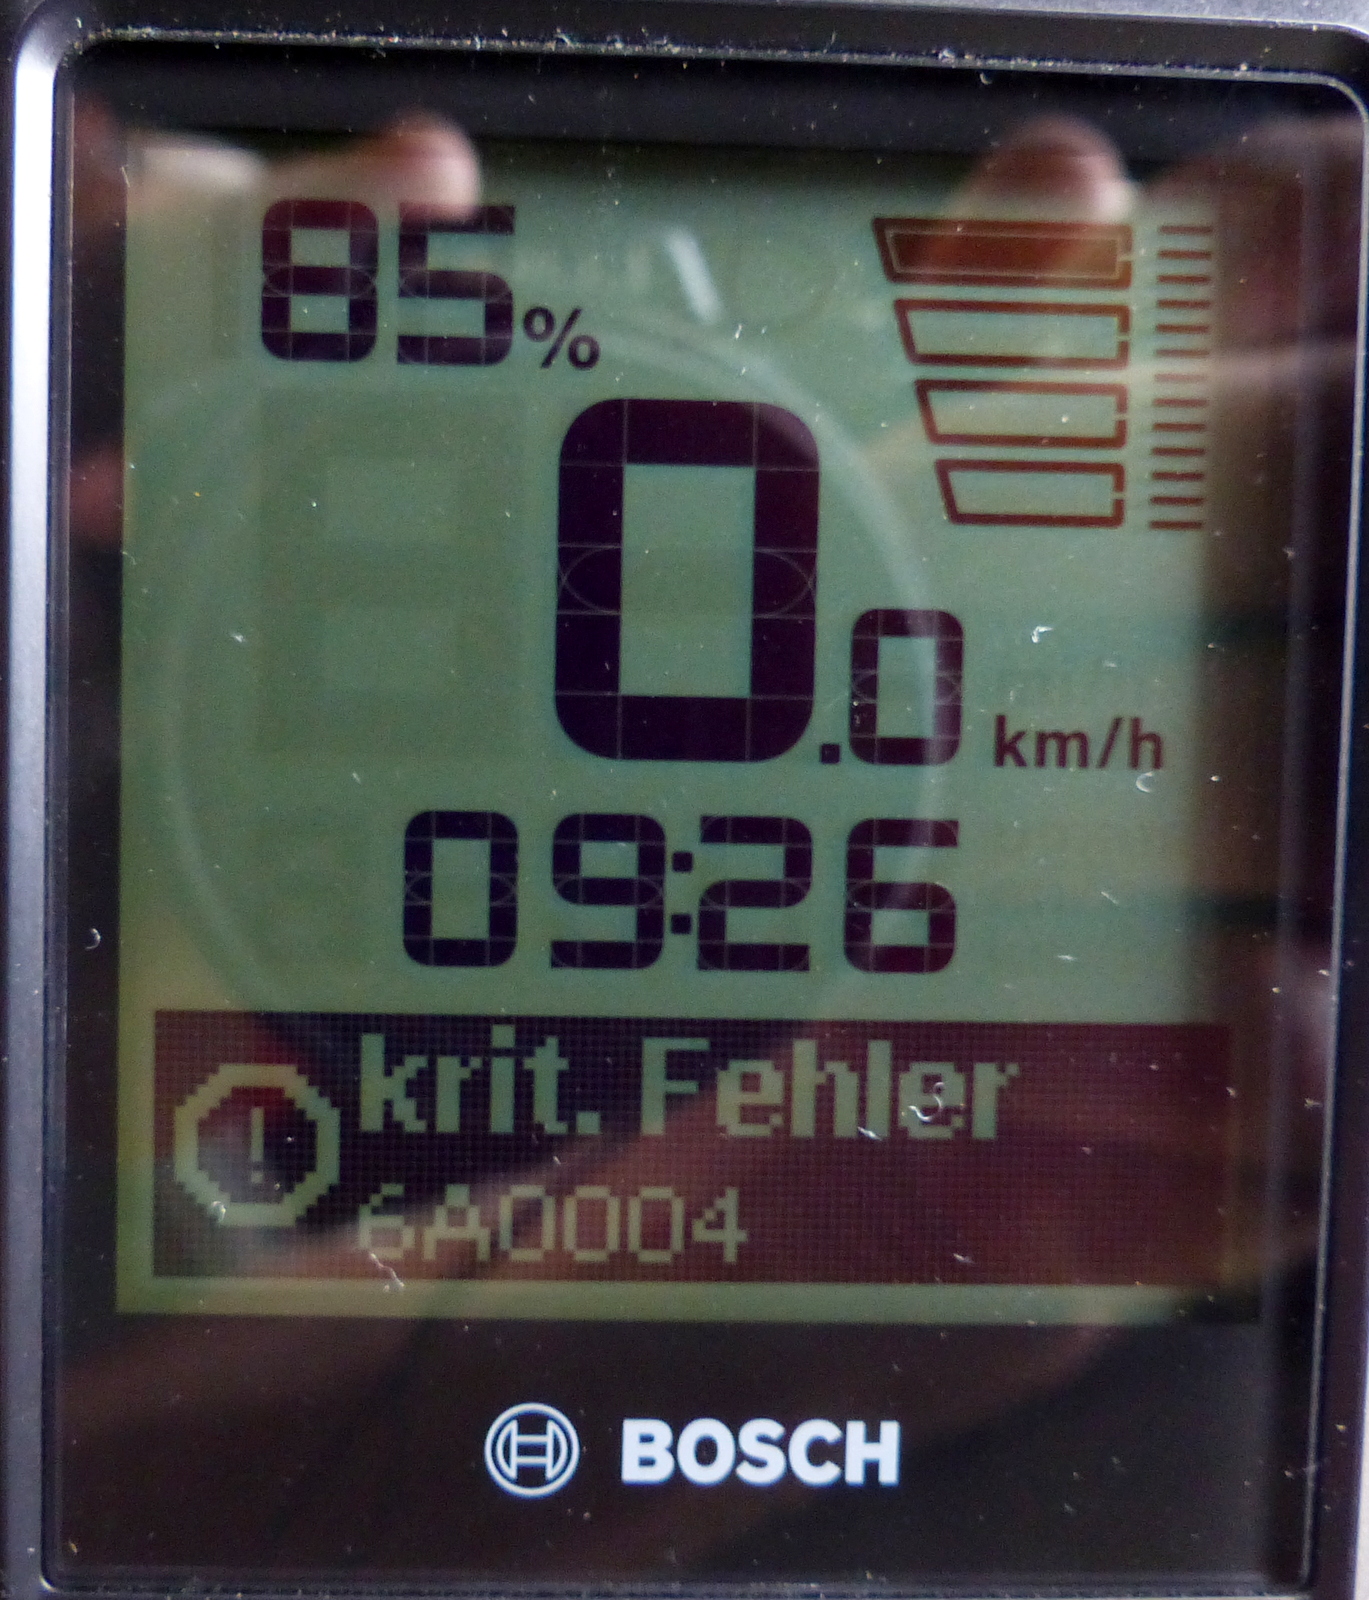 85%
0.0 km/h
09:26
krit. Fehler
6A0004
BOSCH